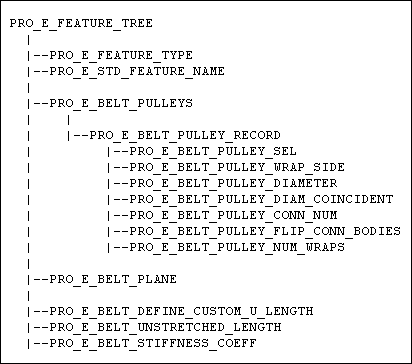 PRO_E_FEATURE_TREE
|
|--PRO_E_FEATURE_TYPE
|--PRO_E_STD_FEATURE_NAME
|
|--PRO_E_BELT_PULLEYS
|    |
|    |--PRO_E_BELT_PULLEY_RECORD
|         |--PRO_E_BELT_PULLEY_SEL
|         |--PRO_E_BELT_PULLEY_WRAP_SIDE
|         |--PRO_E_BELT_PULLEY_DIAMETER
|         |--PRO_E_BELT_PULLEY_DIAM_COINCIDENT
|         |--PRO_E_BELT_PULLEY_CONN_NUM
|         |--PRO_E_BELT_PULLEY_FLIP_CONN_BODIES
|         |--PRO_E_BELT_PULLEY_NUM_WRAPS
|
|--PRO_E_BELT_PLANE
|
|--PRO_E_BELT_DEFINE_CUSTOM_U_LENGTH
|--PRO_E_BELT_UNSTRETCHED_LENGTH
|--PRO_E_BELT_STIFFNESS_COEFF